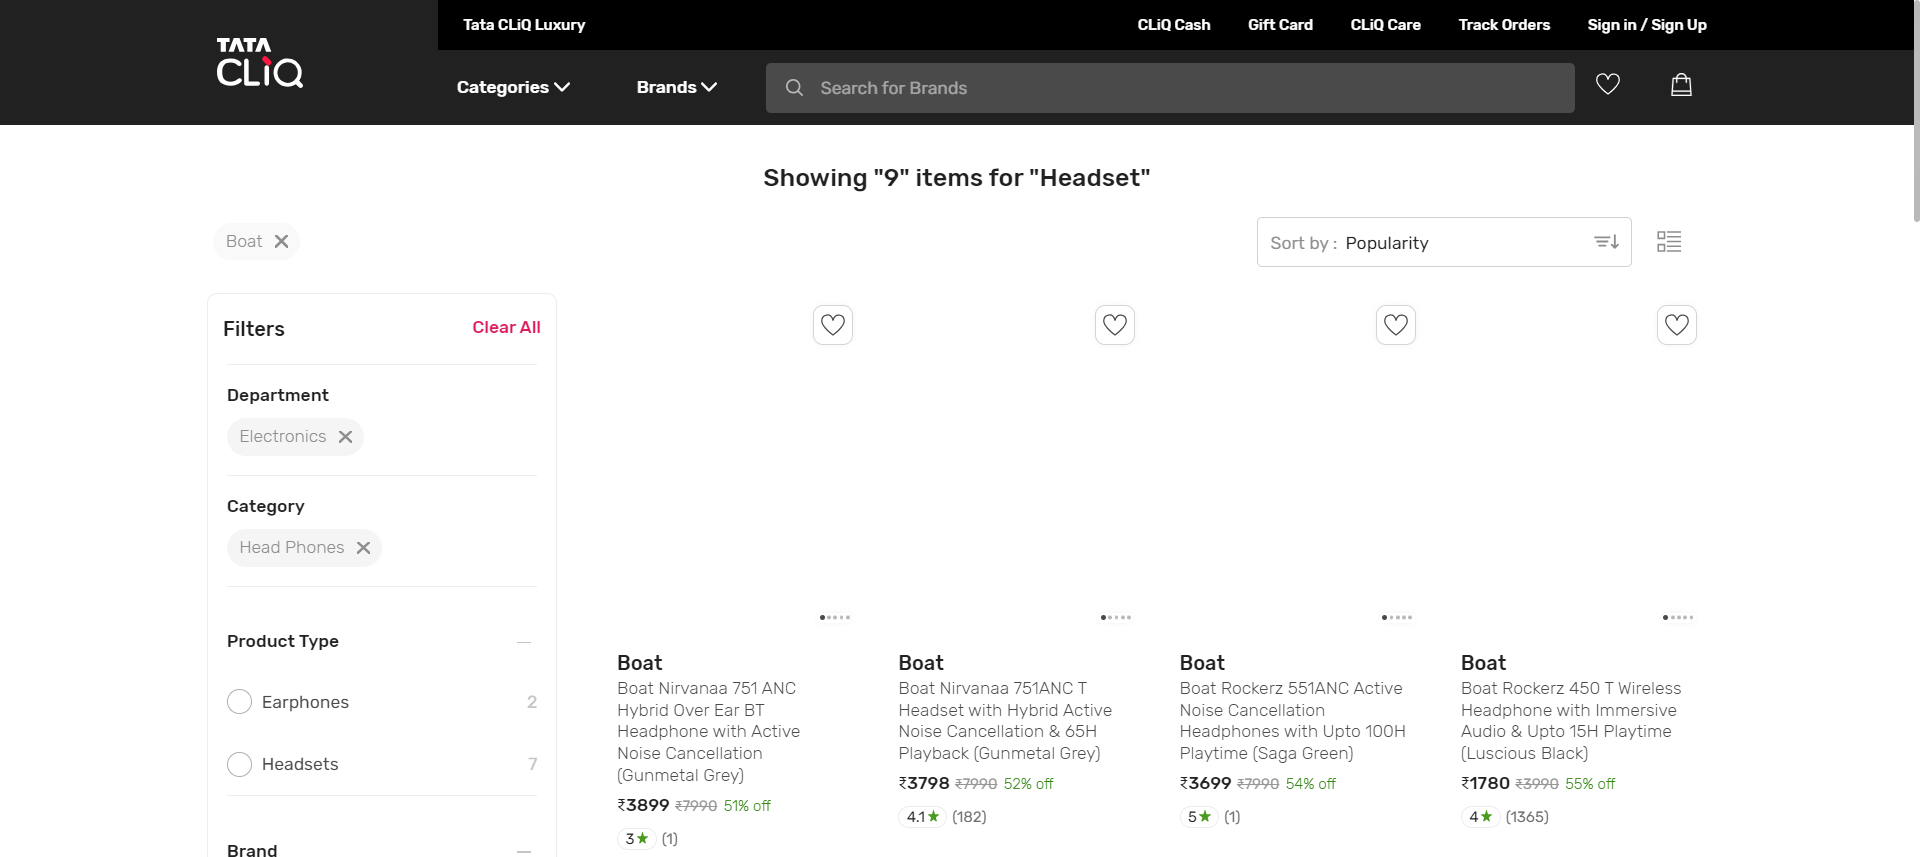 Tata CLiQ Luxury
CLiQ Cash
Gift Card
CLiQ Care
Track Orders
Sign in / Sign Up
TATA
CLiQ
Categories
Brands
Search for Brands
Showing "9" items for "Headset"
Boat
Sort by : Popularity
Filters
Clear All
Department
Electronics
Category
Head Phones
Product Type
Earphones 2
Headsets 7
Brand
Boat
Boat Nirvanaa 751 ANC
Hybrid Over Ear BT
Headphone with Active
Noise Cancellation
(Gunmetal Grey)
₹3899 ₹7990 51% off
3★ (1)
Boat
Boat Nirvanaa 751ANC T
Headset with Hybrid Active
Noise Cancellation & 65H
Playback (Gunmetal Grey)
₹3798 ₹7990 52% off
4.1★ (182)
Boat
Boat Rockerz 551ANC Active
Noise Cancellation
Headphones with Upto 100H
Playtime (Saga Green)
₹3699 ₹7990 54% off
5★ (1)
Boat
Boat Rockerz 450 T Wireless
Headphone with Immersive
Audio & Upto 15H Playtime
(Luscious Black)
₹1780 ₹3990 55% off
4★ (1365)